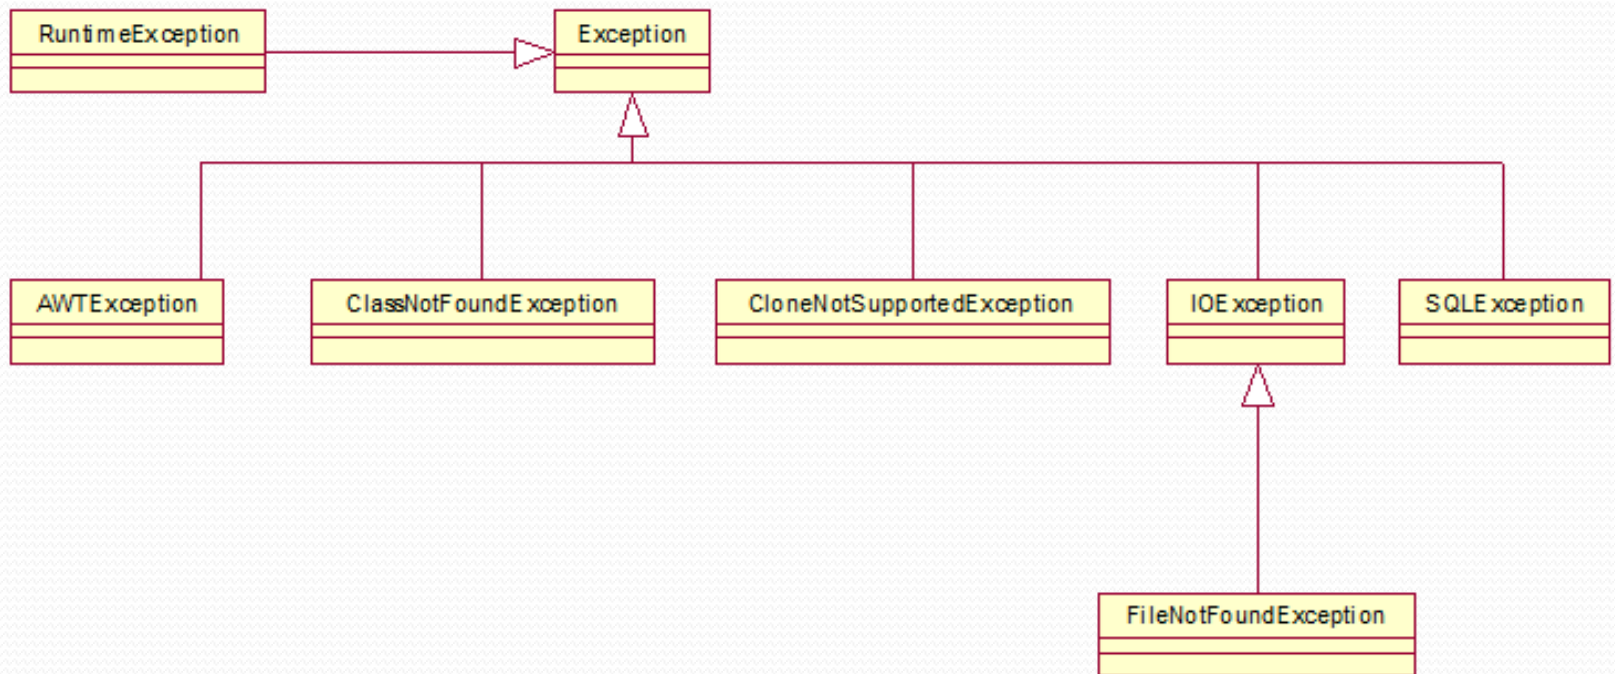 RuntimeException
Exception
AWTException
ClassNotFoundException
CloneNotSupportedException
IOException
SQLException
FileNotFoundException